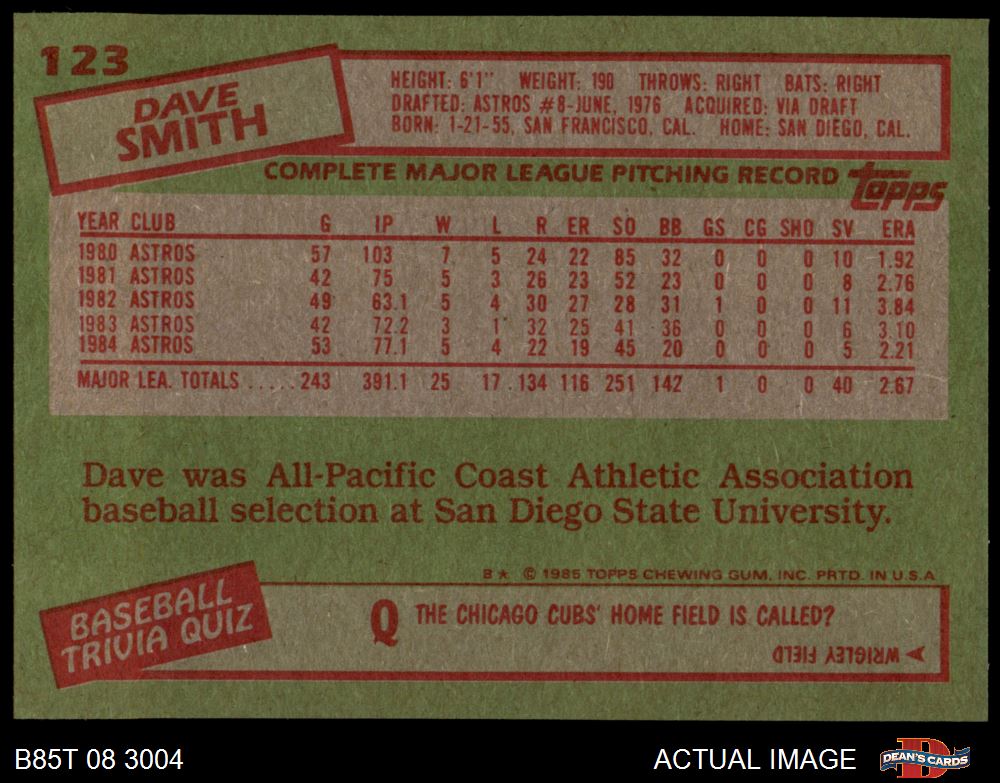 123
DAVE
SMITH
HEIGHT: 6'1" WEIGHT: 190 THROWS: RIGHT BATS: RIGHT
DRAFTED: ASTROS #8-JUNE, 1976 ACQUIRED: VIA DRAFT
BORN: 1-21-55, SAN FRANCISCO, CAL. HOME: SAN DIEGO, CAL.
COMPLETE MAJOR LEAGUE PITCHING RECORD
topps
YEAR CLUB G IP W L R ER SO BB GS CG SHO SV ERA
1980 ASTROS 57 103 7 5 24 22 85 32 0 0 0 10 1.92
1981 ASTROS 42 75 5 3 26 23 52 23 0 0 0 8 2.76
1982 ASTROS 49 63.1 5 4 30 27 28 31 1 0 0 11 3.84
1983 ASTROS 42 72.2 3 1 32 25 41 36 0 0 0 6 3.10
1984 ASTROS 53 77.1 5 4 22 19 45 20 0 0 0 5 2.21
MAJOR LEA. TOTALS ..... 243 391.1 25 17 134 116 251 142 1 0 0 40 2.67
Dave was All-Pacific Coast Athletic Association
baseball selection at San Diego State University.
B★ © 1985 TOPPS CHEWING GUM, INC. PRTD. IN U.S.A.
BASEBALL
TRIVIA QUIZ
Q THE CHICAGO CUBS' HOME FIELD IS CALLED?
WRIGLEY FIELD
B85T 08 3004
ACTUAL IMAGE
D
DEAN'S CARDS